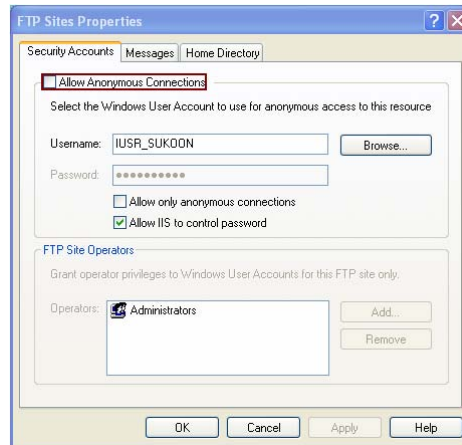 FTP Sites Properties
Security Accounts Messages Home Directory
Allow Anonymous Connections
Select the Windows User Account to use for anonymous access to this resource
Username: IUSR_SUKOON Browse...
Password: ••••••••••
Allow only anonymous connections
Allow IIS to control password
FTP Site Operators
Grant operator privileges to Windows User Accounts for this FTP site only.
Operators: Administrators Add...
Remove
OK Cancel Apply Help